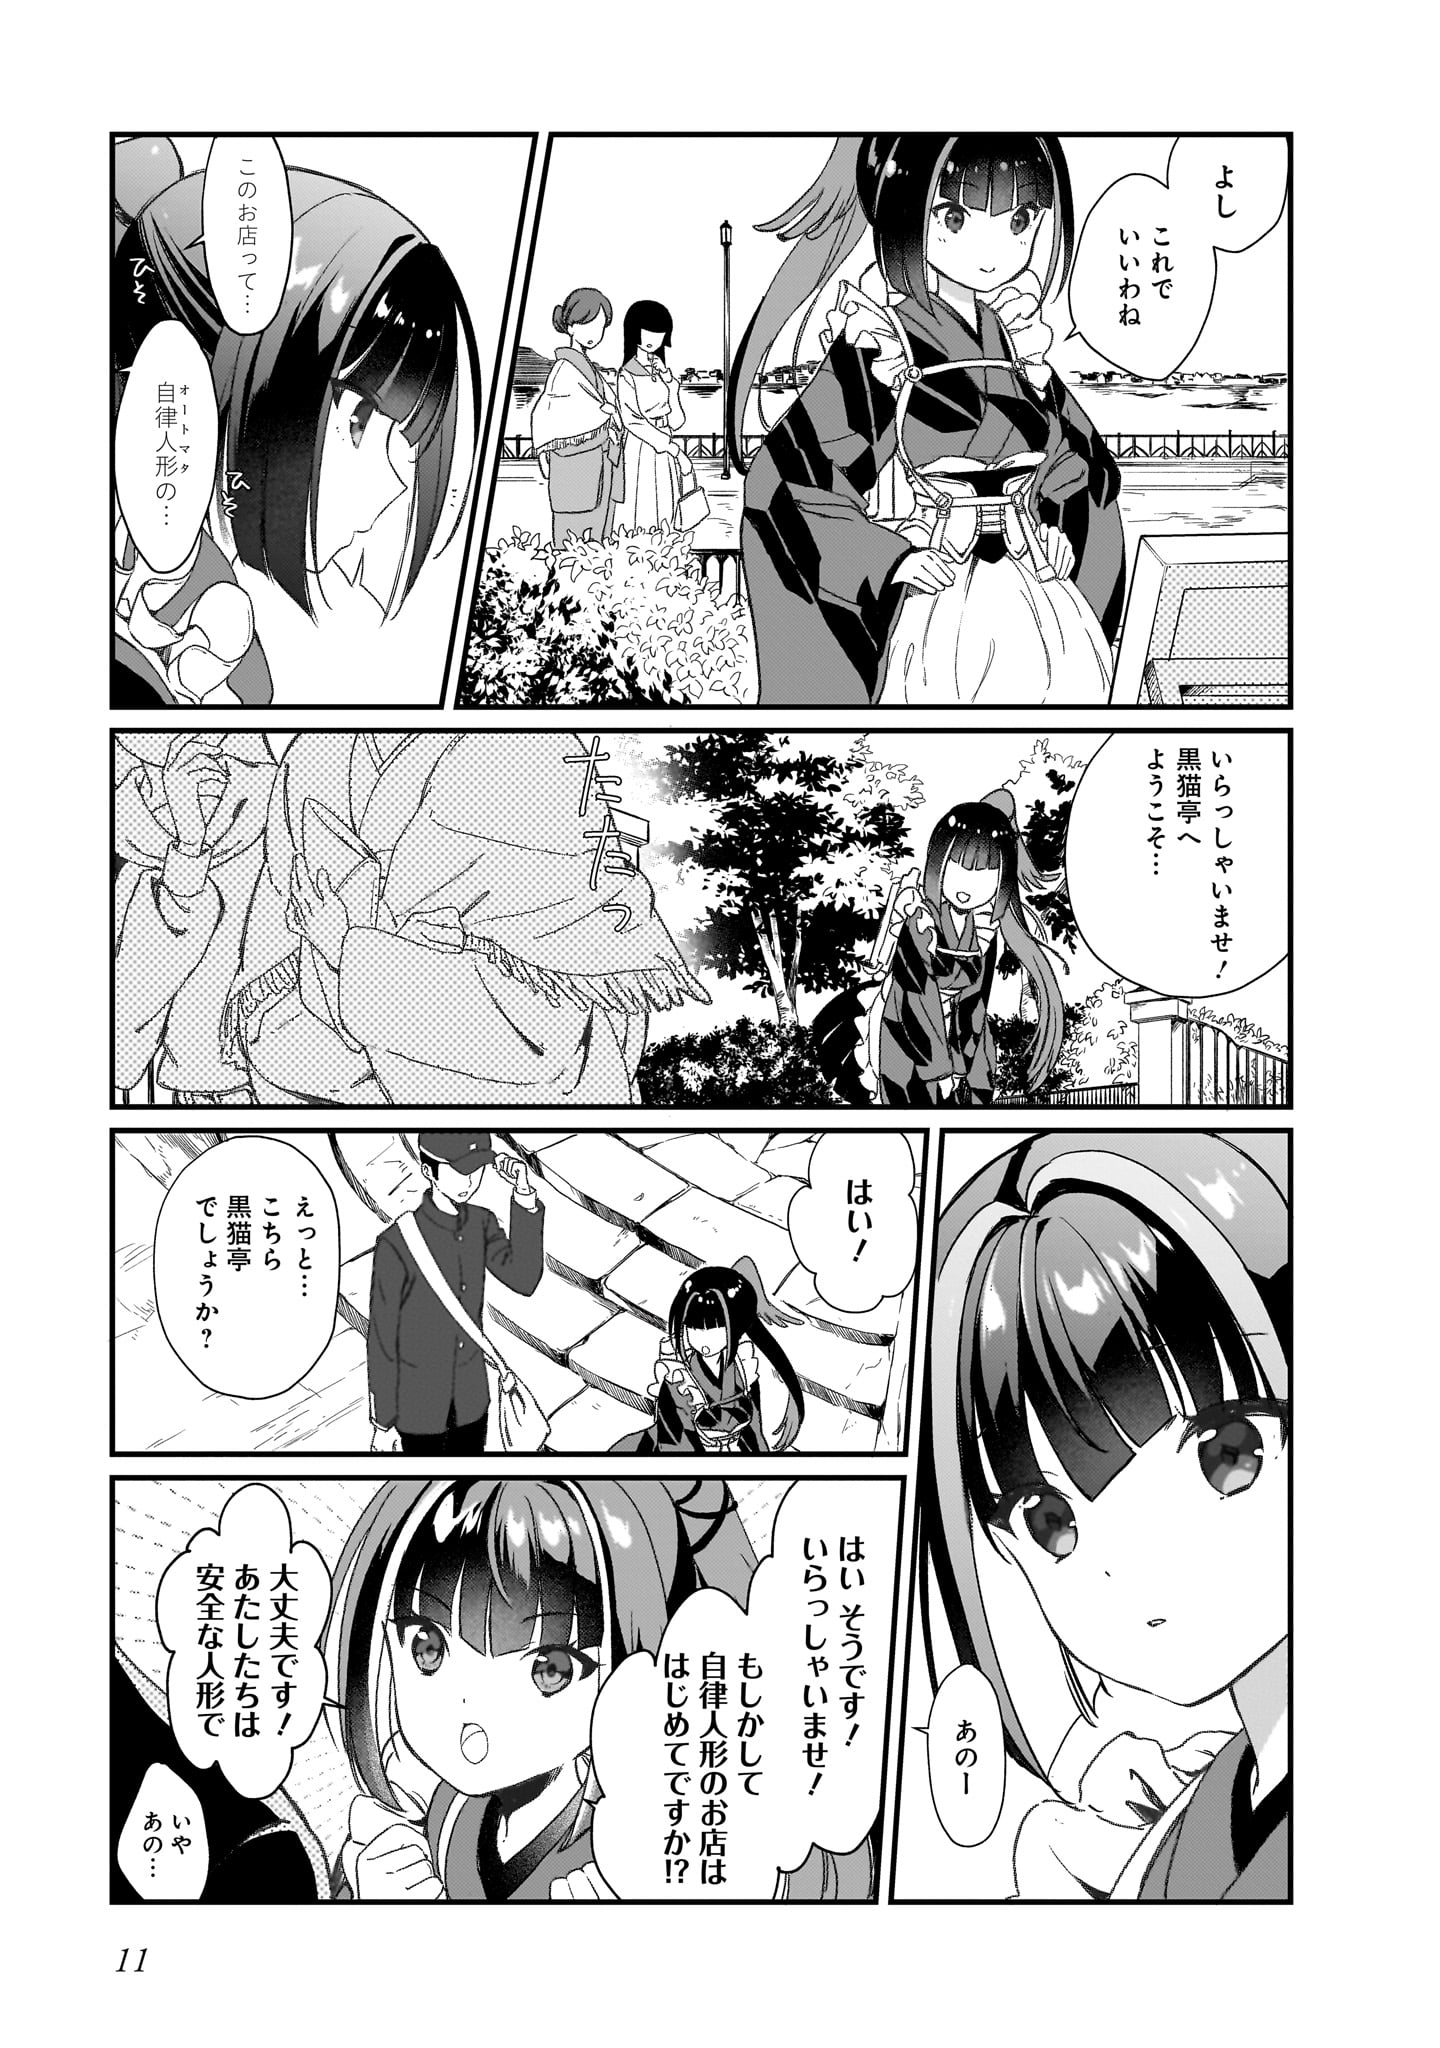 よし
これで
いいわね
このお店って…
ひそ
オートマタ
自律人形の…
ひそ
いらっしゃいませ！
黒猫亭へ
ようこそ…
たたたっ
あのー
はい！
えっと…
こちら
黒猫亭
でしょうか？
はい そうです！
いらっしゃいませ！
もしかして
自律人形のお店は
はじめてですか!?
大丈夫です！
あたしたちは
安全な人形で
いや
あの…
11